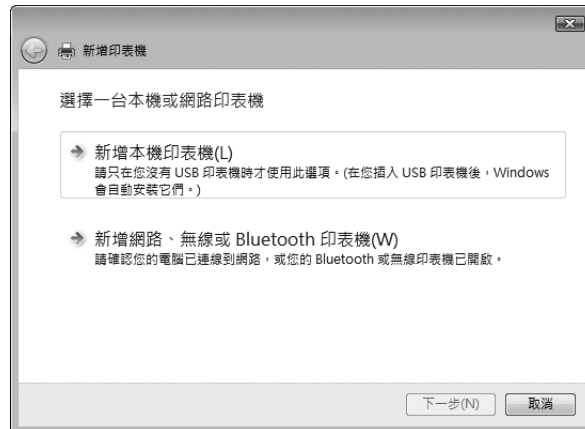 新增印表機
選擇一台本機或網路印表機
新增本機印表機(L)
請只在您沒有 USB 印表機時才使用此選項。(在您插入 USB 印表機後，Windows
會自動安裝它們。)
新增網路、無線或 Bluetooth 印表機(W)
請確認您的電腦已連線到網路，或您的 Bluetooth 或無線印表機已開啟。
下一步(N)
取消